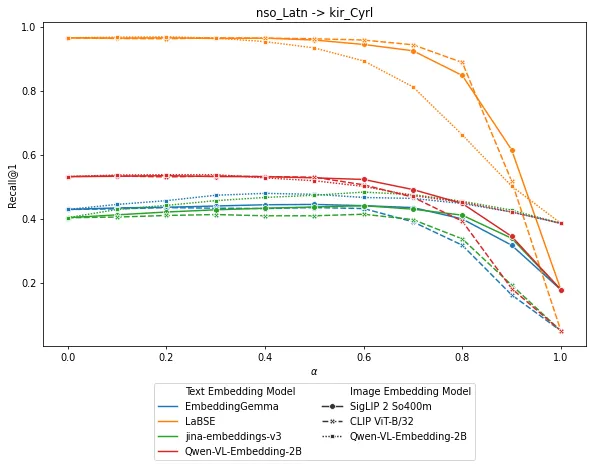 nso_Latn -> kir_Cyrl
Recall@1
1.0
0.8
0.6
0.4
0.2
0.0 0.2 0.4 0.6 0.8 1.0
α
Text Embedding Model Image Embedding Model
EmbeddingGemma SigLIP 2 So400m
LaBSE CLIP ViT-B/32
jina-embeddings-v3 Qwen-VL-Embedding-2B
Qwen-VL-Embedding-2B